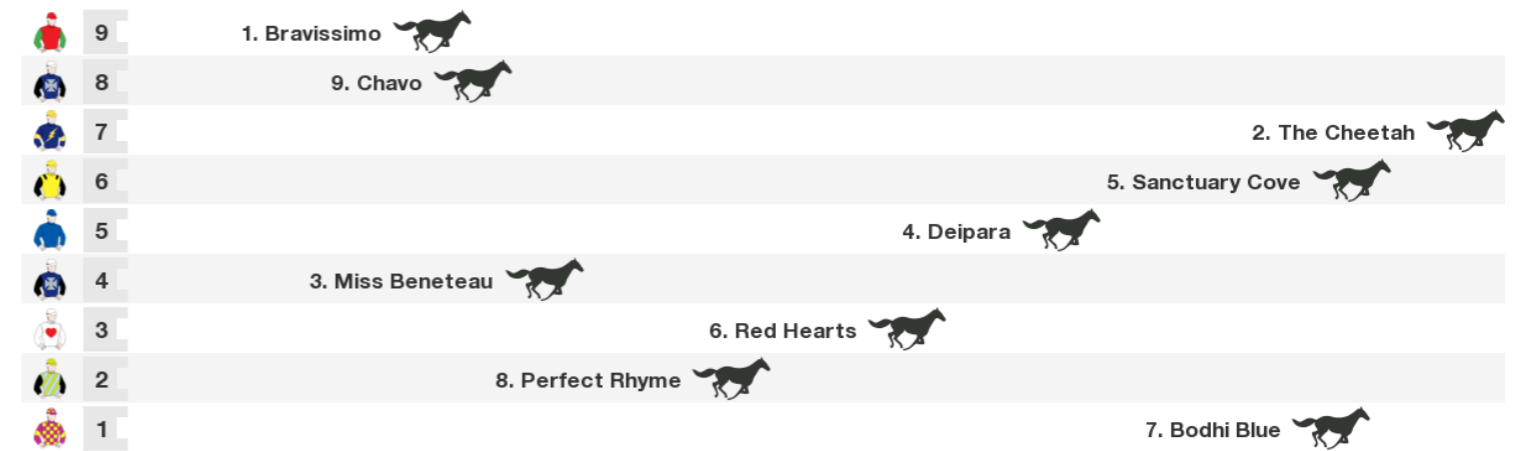 9 1. Bravissimo
8 9. Chavo
7 2. The Cheetah
6 5. Sanctuary Cove
5 4. Deipara
4 3. Miss Beneteau
3 6. Red Hearts
2 8. Perfect Rhyme
1 7. Bodhi Blue